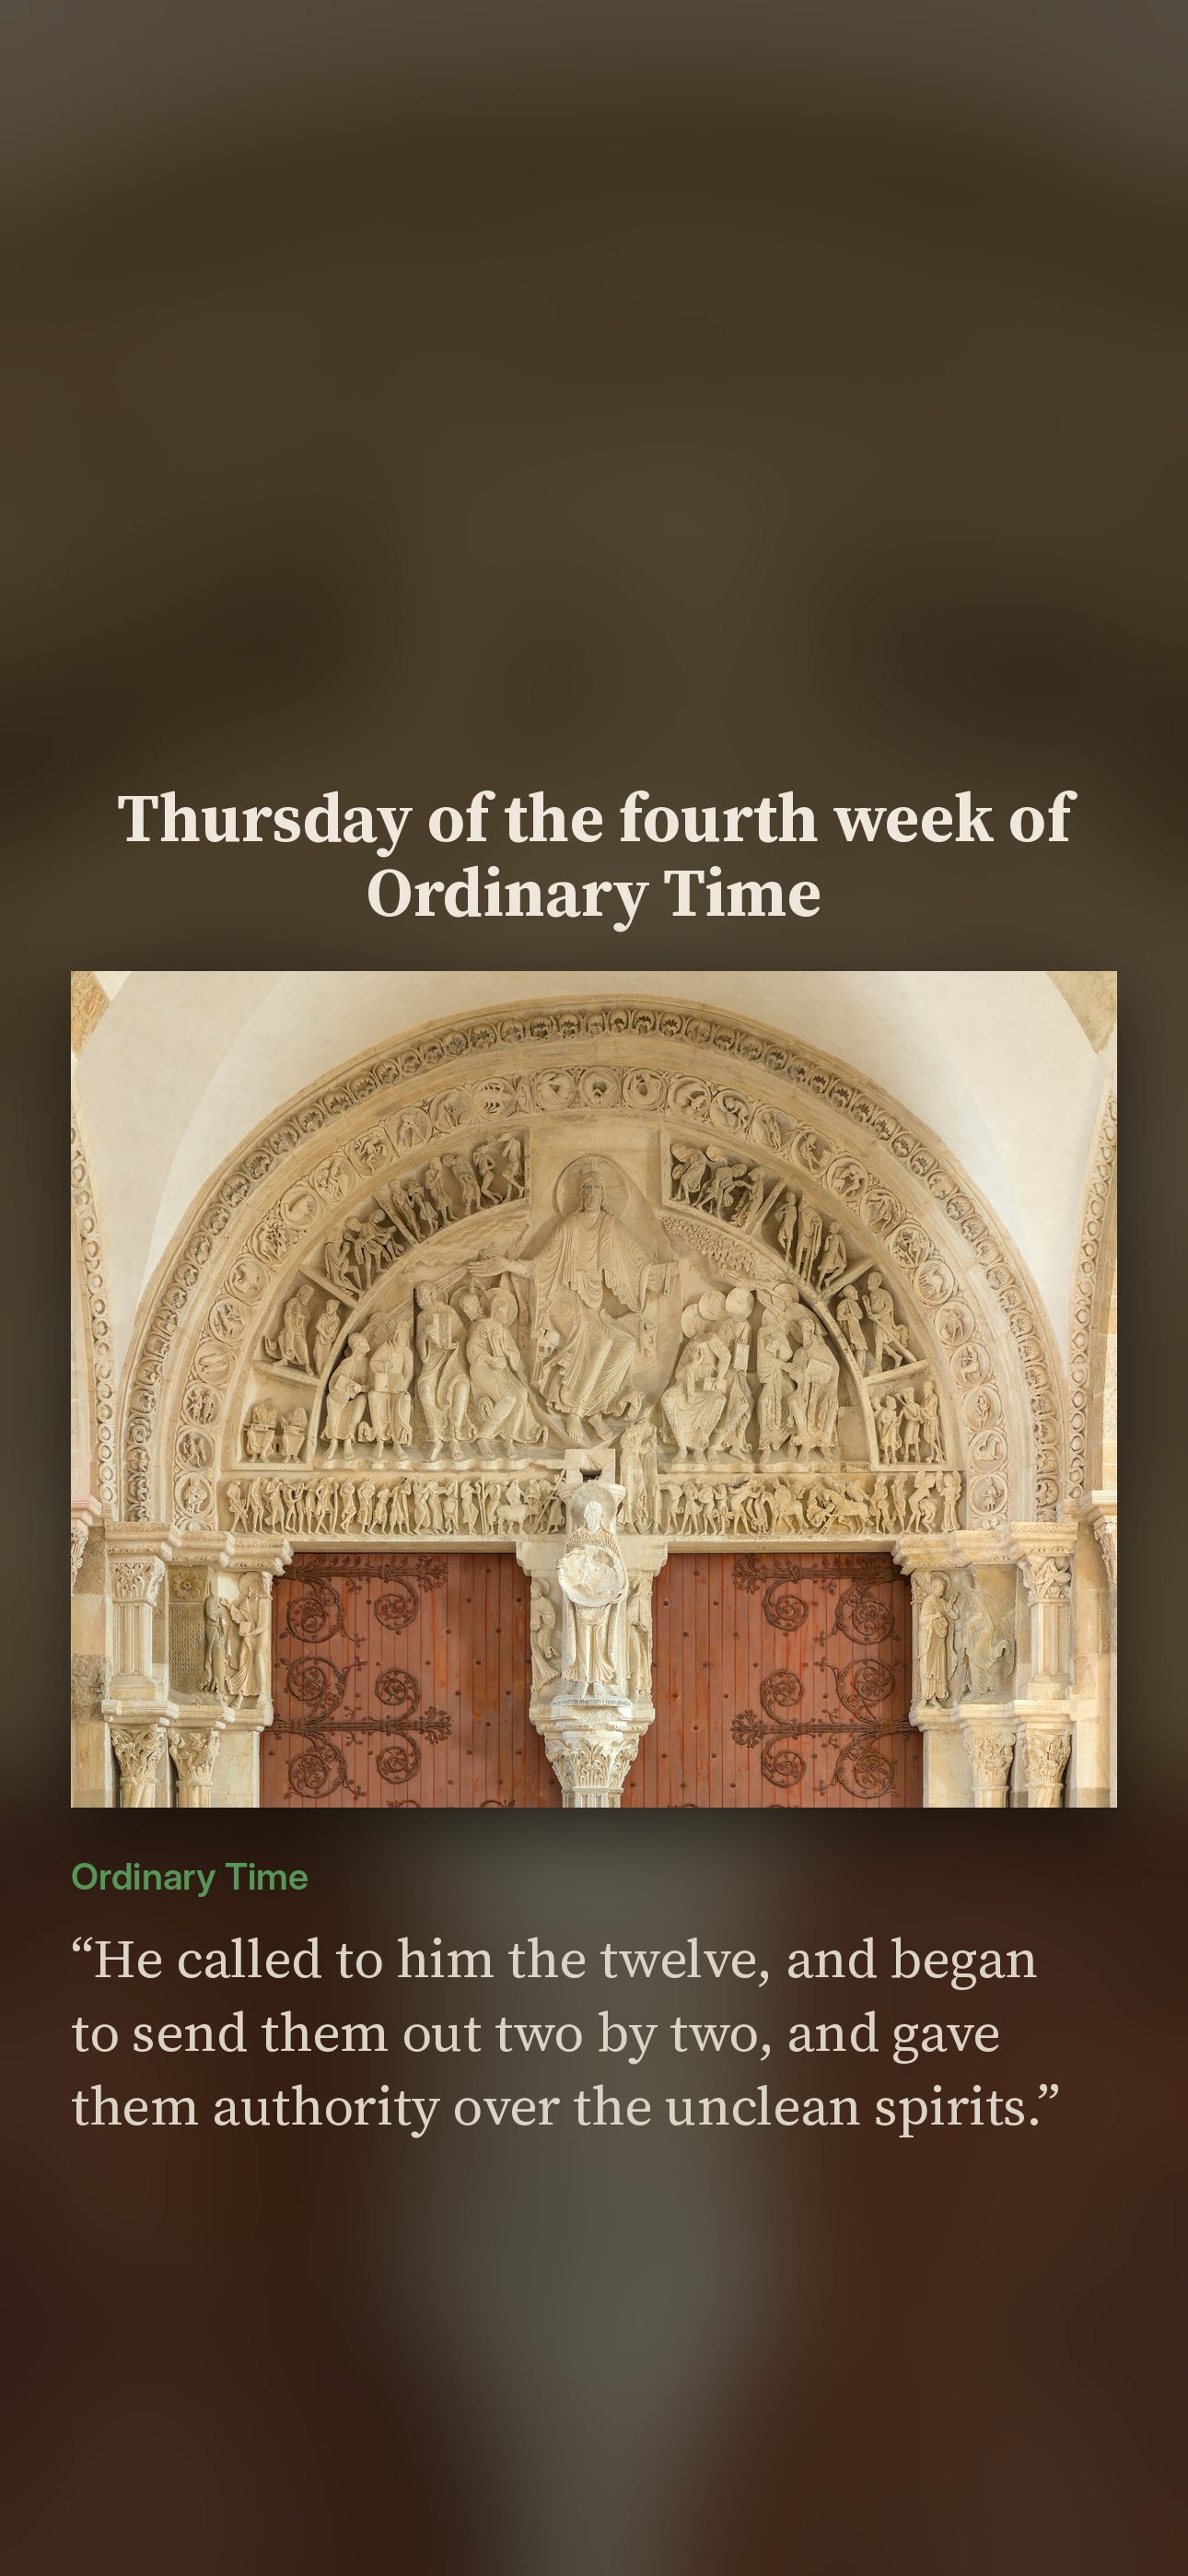 Thursday of the fourth week of
Ordinary Time
Ordinary Time
“He called to him the twelve, and began
to send them out two by two, and gave
them authority over the unclean spirits.”